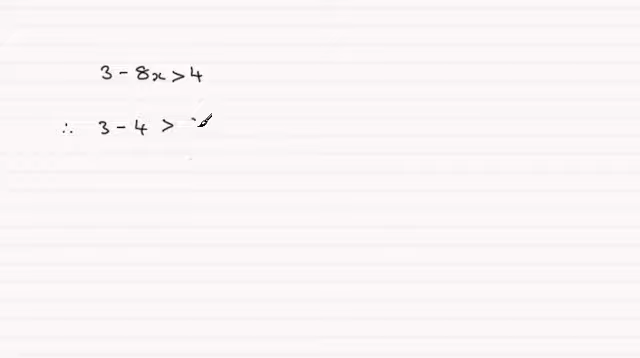 3 - 8x > 4
∴ 3 - 4 >